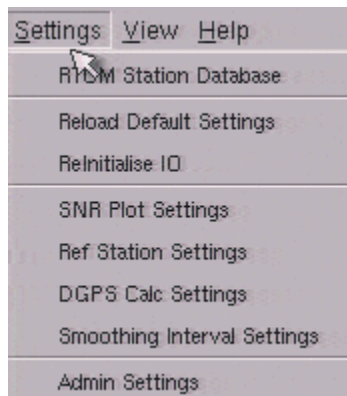 Settings View Help
Station Database
Reload Default Settings
ReInitialise IO
SNR Plot Settings
Ref Station Settings
DGPS Calc Settings
Smoothing Interval Settings
Admin Settings